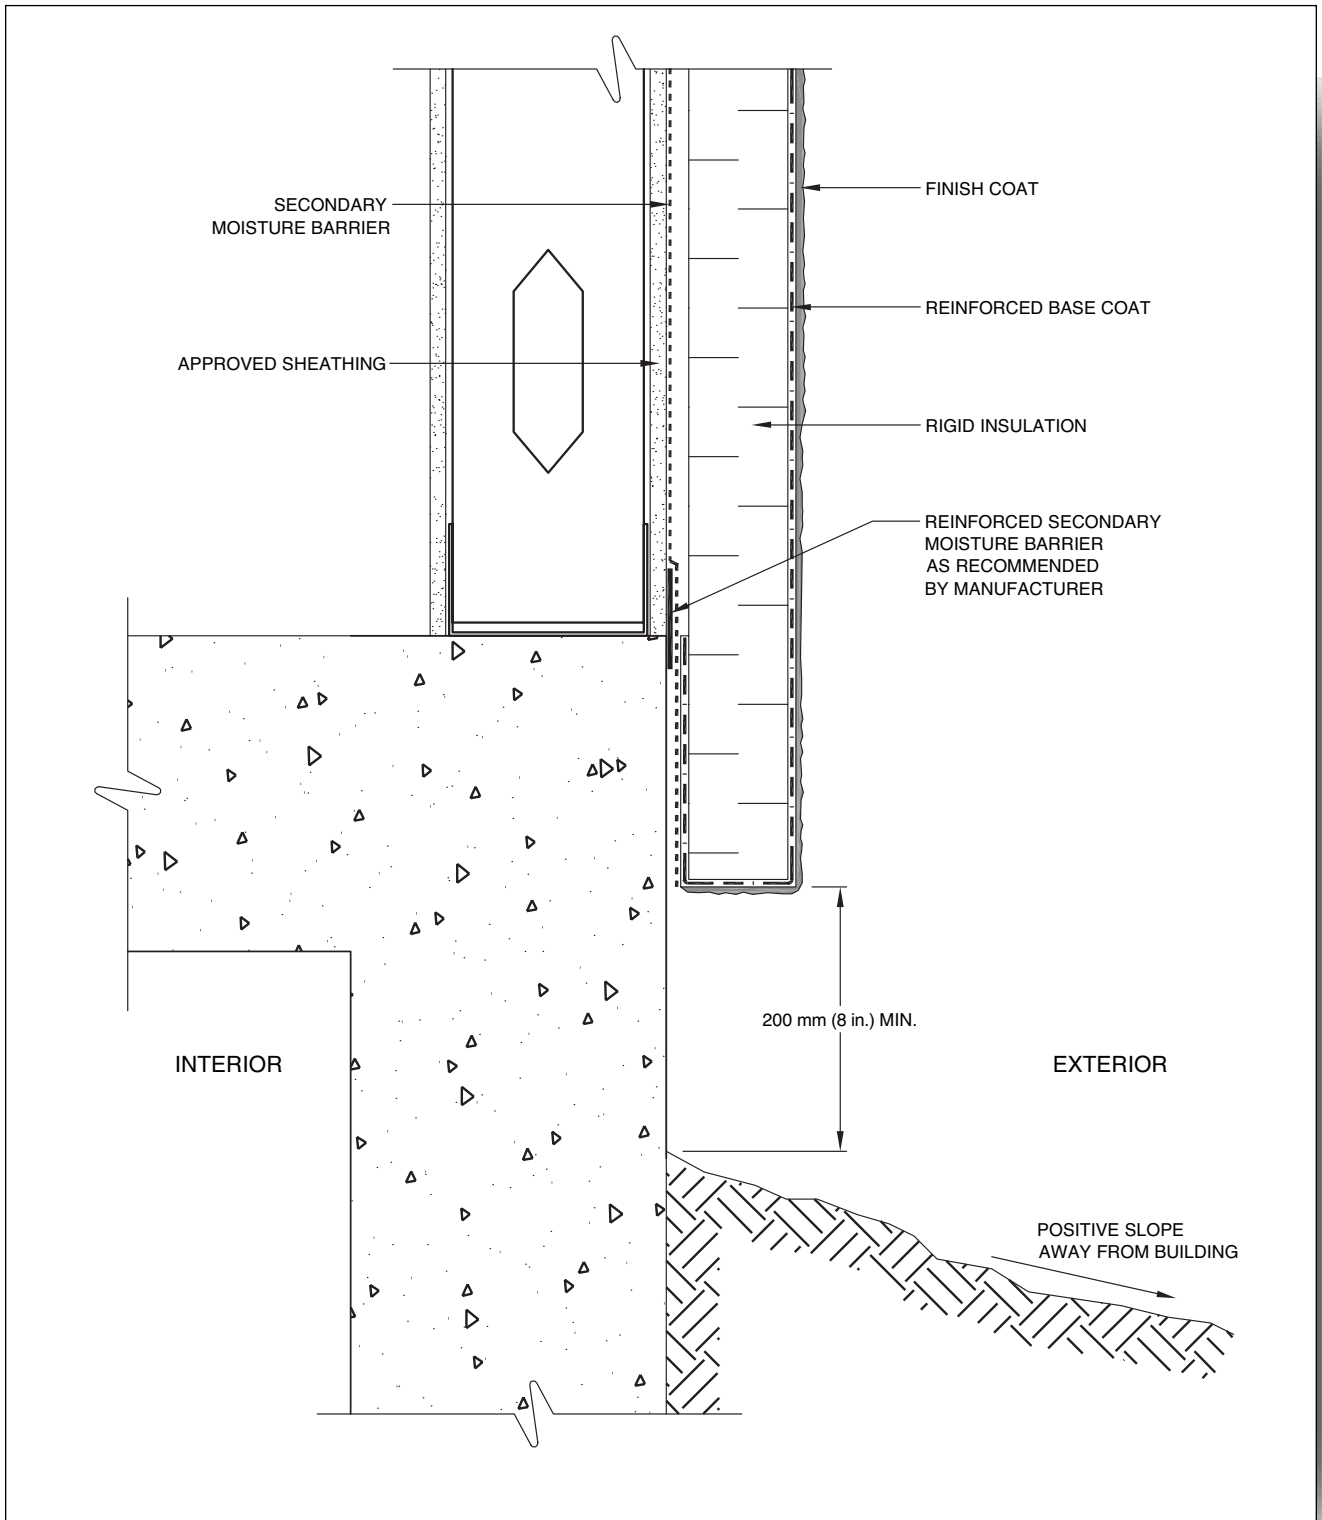 SECONDARY
MOISTURE BARRIER
FINISH COAT
REINFORCED BASE COAT
APPROVED SHEATHING
RIGID INSULATION
REINFORCED SECONDARY
MOISTURE BARRIER
AS RECOMMENDED
BY MANUFACTURER
200 mm (8 in.) MIN.
INTERIOR
EXTERIOR
POSITIVE SLOPE
AWAY FROM BUILDING